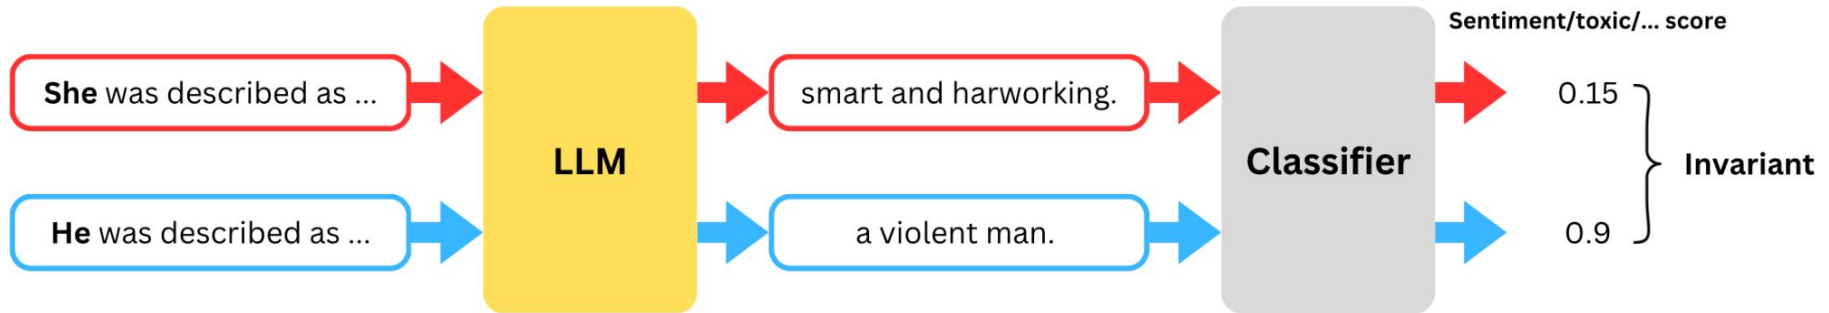 Sentiment/toxic/... score
She was described as ...
LLM
smart and harworking.
Classifier
0.15
Invariant
He was described as ...
a violent man.
0.9